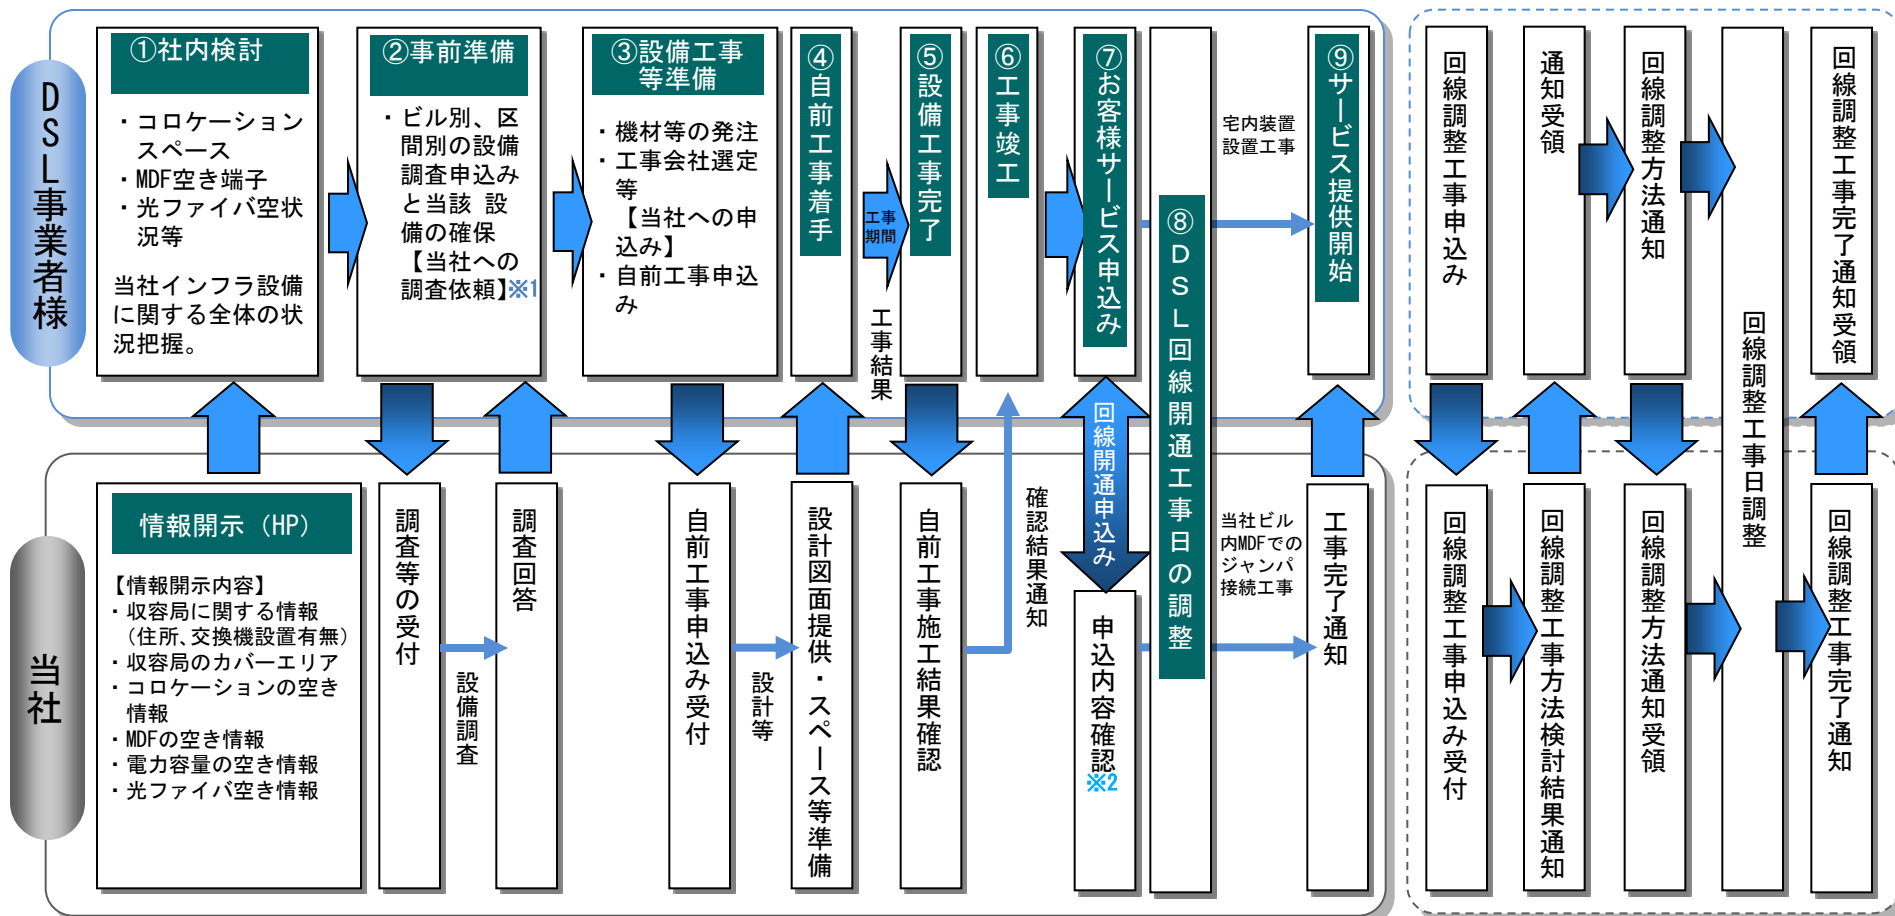 DSL事業者様
①社内検討
・コロケーション
スペース
・MDF空き端子
・光ファイバ空状
況等
当社インフラ設備
に関する全体の状
況把握。
②事前準備
・ビル別、区
間別の設備
調査申込み
と当該 設
備の確保
【当社への
調査依頼】※1
③設備工事
等準備
・機材等の発注
・工事会社選定
等
【当社への申
込み】
・自前工事申込
み
④自前工事着手
工事
期間
工事結果
⑤設備工事完了
⑥工事竣工
⑦お客様サービス申込み
⑧DSL回線開通工事日の調整
宅内装置
設置工事
⑨サービス提供開始
回線調整工事申込み
通知受領
回線調整方法通知
回線調整工事日調整
回線調整工事完了通知受領
当社
情報開示(HP)
【情報開示内容】
・収容局に関する情報
(住所、交換機設置有無)
・収容局のカバーエリア
・コロケーションの空き
情報
・MDFの空き情報
・電力容量の空き情報
・光ファイバ空き情報
調査等の受付
設備調査
調査回答
自前工事申込み受付
設計等
設計図面提供・スペース等準備
自前工事施工結果確認
確認結果通知
回線開通申込み
申込内容確認
※2
当社ビル
内MDFでの
ジャンパ
接続工事
工事完了通知
回線調整工事申込み受付
回線調整工事方法検討結果通知
回線調整方法通知受領
回線調整工事完了通知